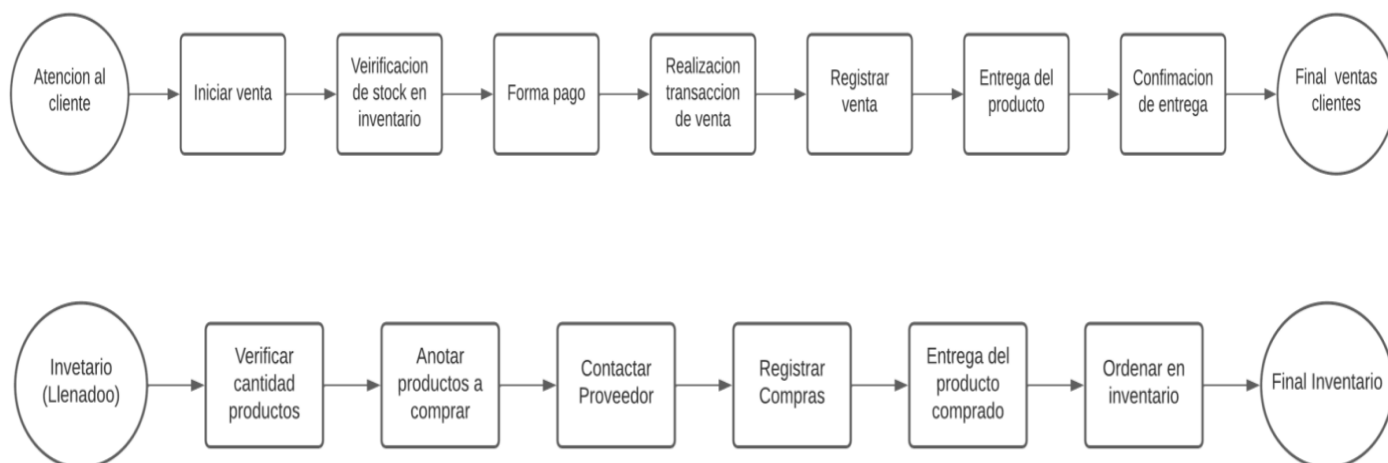 Atencion al
cliente
Iniciar venta
Veirificacion
de stock en
inventario
Forma pago
Realizacion
transaccion
de venta
Registrar
venta
Entrega del
producto
Confimacion
de entrega
Final ventas
clientes
Invetario
(Llenadoo)
Verificar
cantidad
productos
Anotar
productos a
comprar
Contactar
Proveedor
Registrar
Compras
Entrega del
producto
comprado
Ordenar en
inventario
Final Inventario